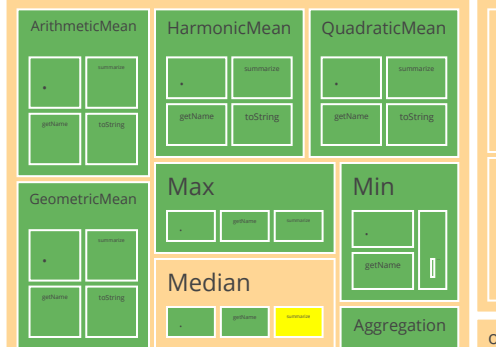 ArithmeticMean
.
summarize
getName
toString
HarmonicMean
.
summarize
getName
toString
QuadraticMean
.
summarize
getName
toString
GeometricMean
.
summarize
getName
toString
Max
.
getName
summarize
Min
.
getName
Median
.
getName
summarize
Aggregation